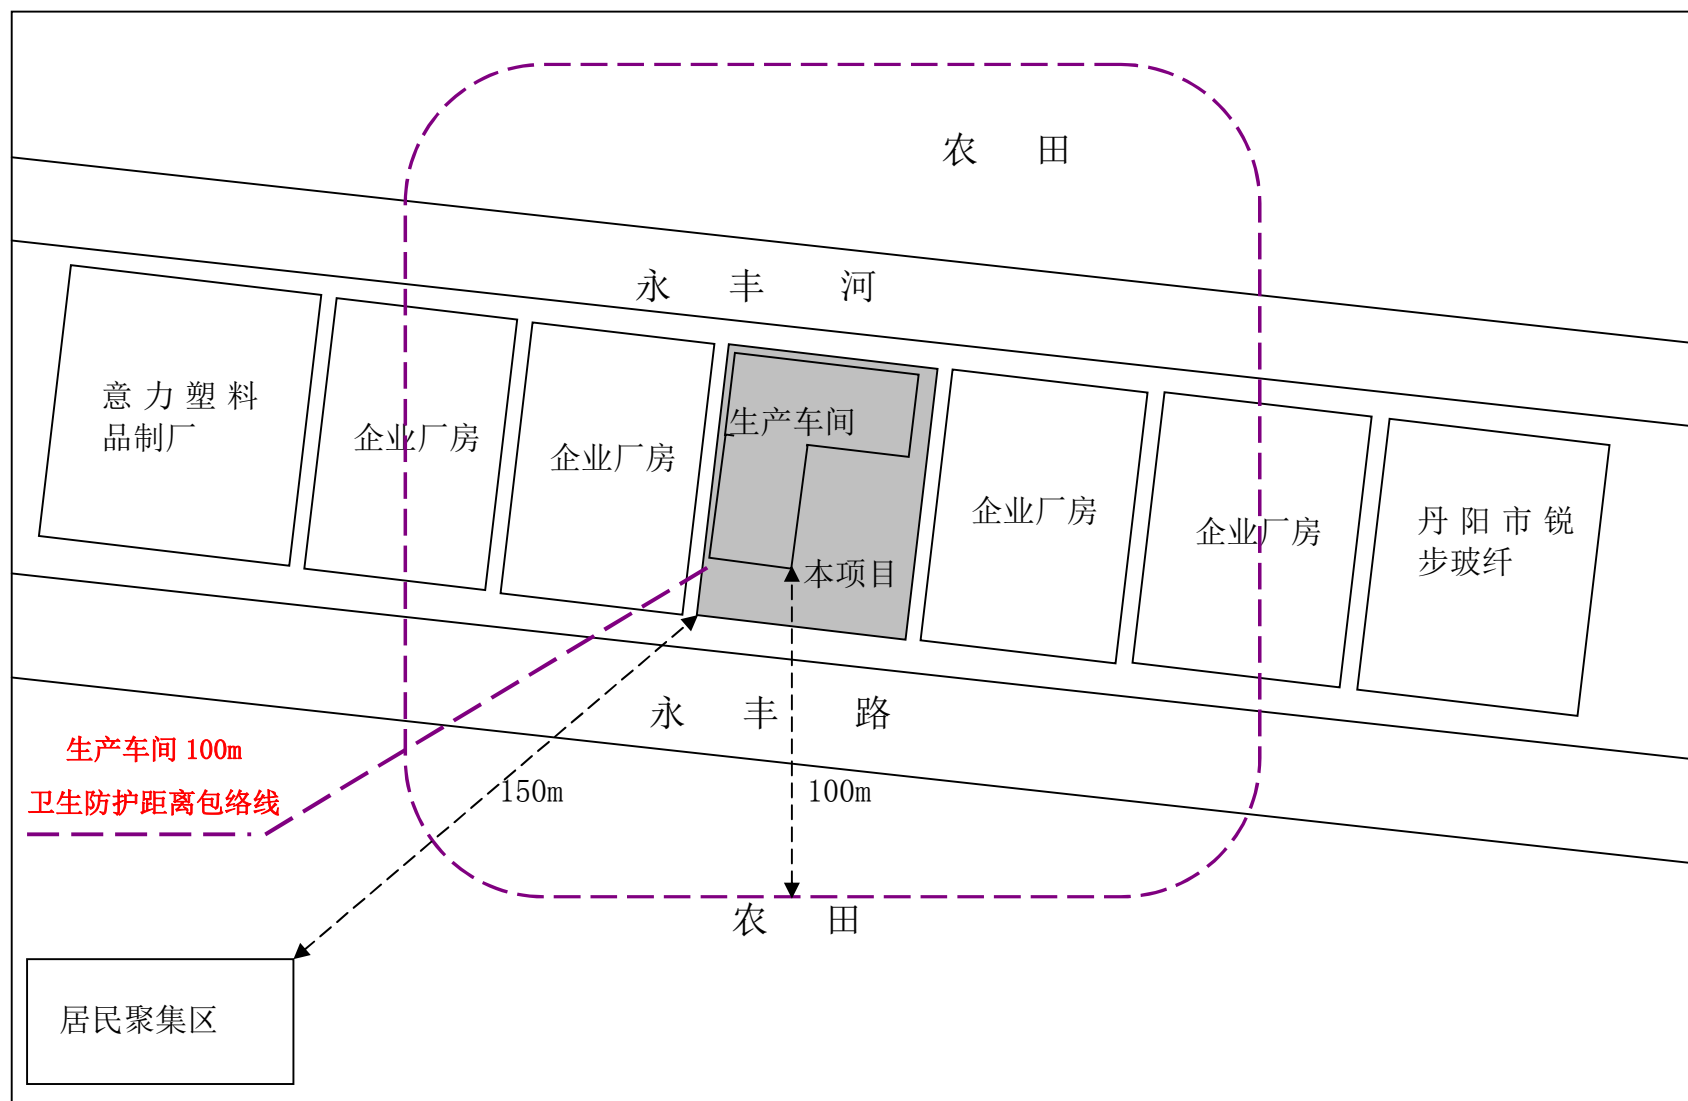 农 田
永 丰 河
意力塑料
品制厂
企业厂房
企业厂房
生产车间
本项目
企业厂房
企业厂房
丹阳市锐
步玻纤
永 丰 路
生产车间 100m
卫生防护距离包络线
150m
100m
农 田
居民聚集区